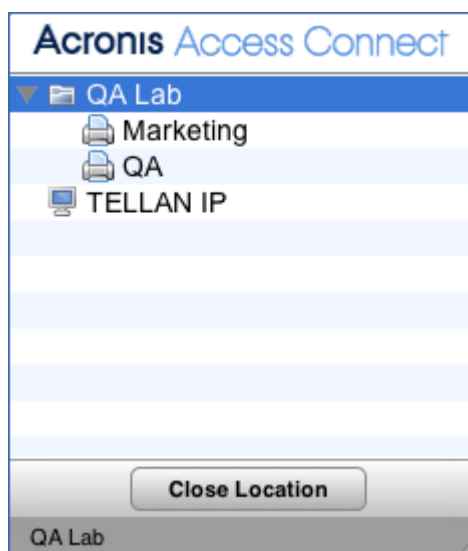 Acronis Access Connect
QA Lab
Marketing
QA
TELLAN IP
Close Location
QA Lab